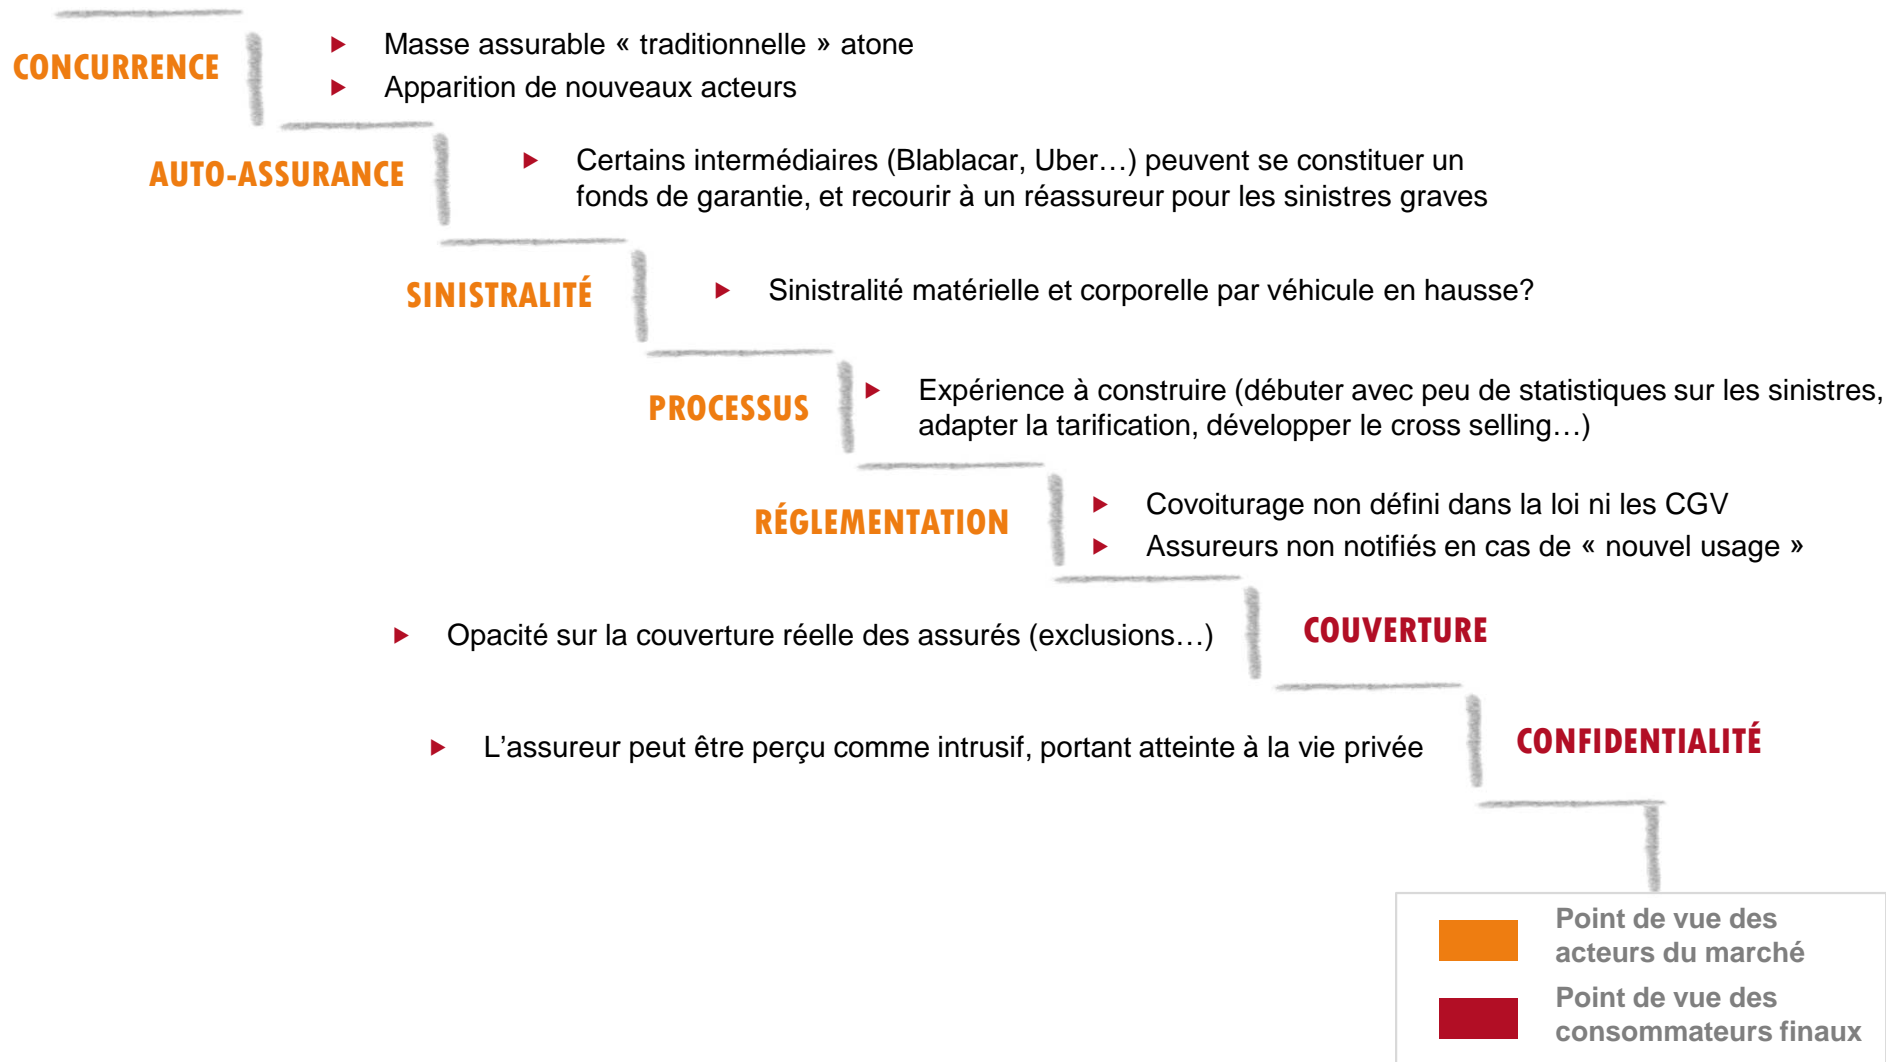 CONCURRENCE
Masse assurable « traditionnelle » atone
Apparition de nouveaux acteurs
AUTO-ASSURANCE
Certains intermédiaires (Blablacar, Uber…) peuvent se constituer un
fonds de garantie, et recourir à un réassureur pour les sinistres graves
SINISTRALITÉ
Sinistralité matérielle et corporelle par véhicule en hausse?
PROCESSUS
Expérience à construire (débuter avec peu de statistiques sur les sinistres,
adapter la tarification, développer le cross selling…)
RÉGLEMENTATION
Covoiturage non défini dans la loi ni les CGV
Assureurs non notifiés en cas de « nouvel usage »
Opacité sur la couverture réelle des assurés (exclusions…)
COUVERTURE
L’assureur peut être perçu comme intrusif, portant atteinte à la vie privée
CONFIDENTIALITÉ
Point de vue des
acteurs du marché
Point de vue des
consommateurs finaux